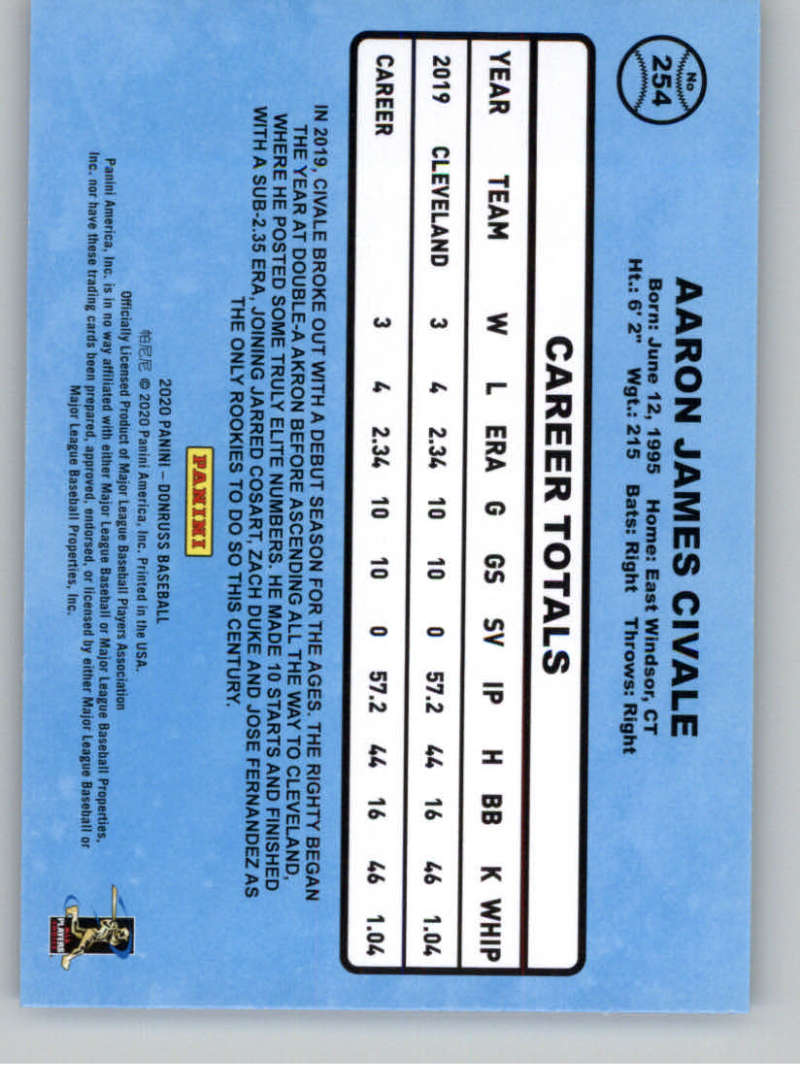 No
254
AARON JAMES CIVALE
Born: June 12, 1995 Home: East Windsor, CT
Ht.: 6' 2" Wgt.: 215 Bats: Right Throws: Right
CAREER TOTALS
YEAR TEAM W L ERA G GS SV IP H BB K WHIP
2019 CLEVELAND 3 4 2.34 10 10 0 57.2 44 16 46 1.04
CAREER 3 4 2.34 10 10 0 57.2 44 16 46 1.04
IN 2019, CIVALE BROKE OUT WITH A DEBUT SEASON FOR THE AGES. THE RIGHTY BEGAN
THE YEAR AT DOUBLE-A AKRON BEFORE ASCENDING ALL THE WAY TO CLEVELAND,
WHERE HE POSTED SOME TRULY ELITE NUMBERS. HE MADE 10 STARTS AND FINISHED
WITH A SUB-2.35 ERA, JOINING JARRED COSART, ZACH DUKE AND JOSE FERNANDEZ AS
THE ONLY ROOKIES TO DO SO THIS CENTURY.
PANINI
2020 PANINI – DONRUSS BASEBALL
帕尼尼 © 2020 Panini America, Inc. Printed in the USA.
Officially Licensed Product of Major League Baseball Players Association
Panini America, Inc. is in no way affiliated with either Major League Baseball or Major League Baseball Properties,
Inc. nor have these trading cards been prepared, approved, endorsed, or licensed by either Major League Baseball or
Major League Baseball Properties, Inc.
PLAYERS